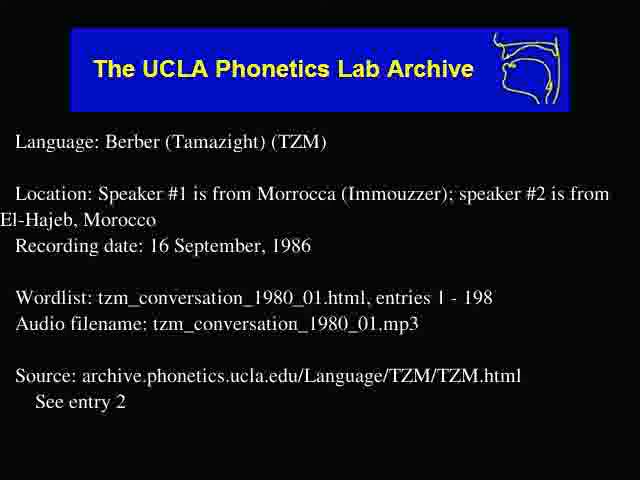 The UCLA Phonetics Lab Archive
Language: Berber (Tamazight) (TZM)
Location: Speaker #1 is from Morrocca (Immouzzer); speaker #2 is from
El-Hajeb, Morocco
Recording date: 16 September, 1986
Wordlist: tzm_conversation_1980_01.html, entries 1 - 198
Audio filename: tzm_conversation_1980_01.mp3
Source: archive.phonetics.ucla.edu/Language/TZM/TZM.html
See entry 2